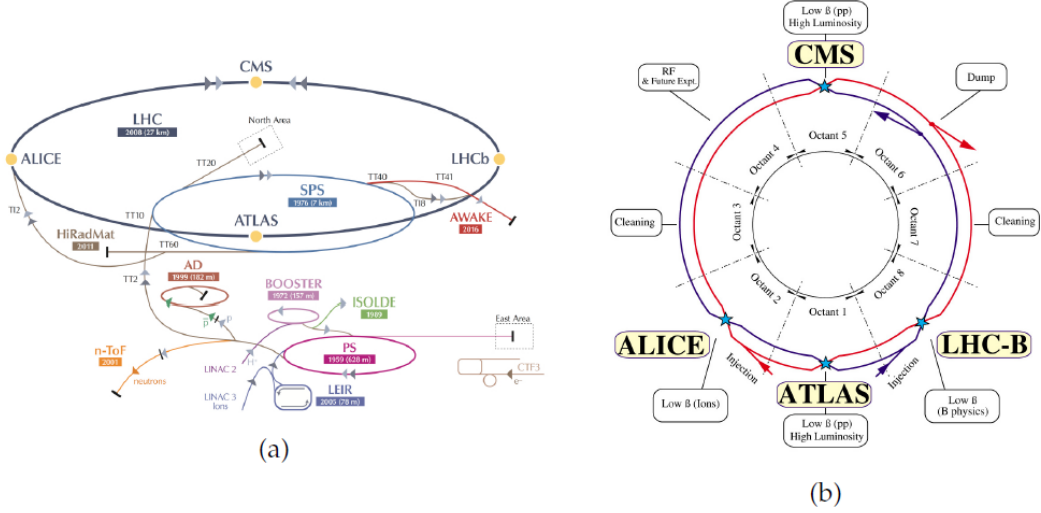 CMS
LHC
2008 (27 km)
North Area
ALICE
LHCb
TT20
TT40
TT41
SPS
1976 (7 km)
TI2
TT10
TI8
ATLAS
AWAKE
2016
HiRadMat
2011
TT60
AD
1999 (182 m)
TT2
BOOSTER
1972 (157 m)
ISOLDE
1989
p
p̅
East Area
n-ToF
2001
PS
1959 (628 m)
H⁻
CTF3
e⁻
neutrons
LINAC 2
LEIR
2005 (78 m)
LINAC 3
Ions
(a)
Low ß (pp)
High Luminosity
CMS
RF
& Future Expt.
Dump
Octant 5
Octant 4
Octant 6
Cleaning
Octant 3
Octant 7
Cleaning
Octant 2
Octant 8
Octant 1
ALICE
LHC-B
Injection
Injection
ATLAS
Low ß (Ions)
Low ß
(B physics)
Low ß (pp)
High Luminosity
(b)